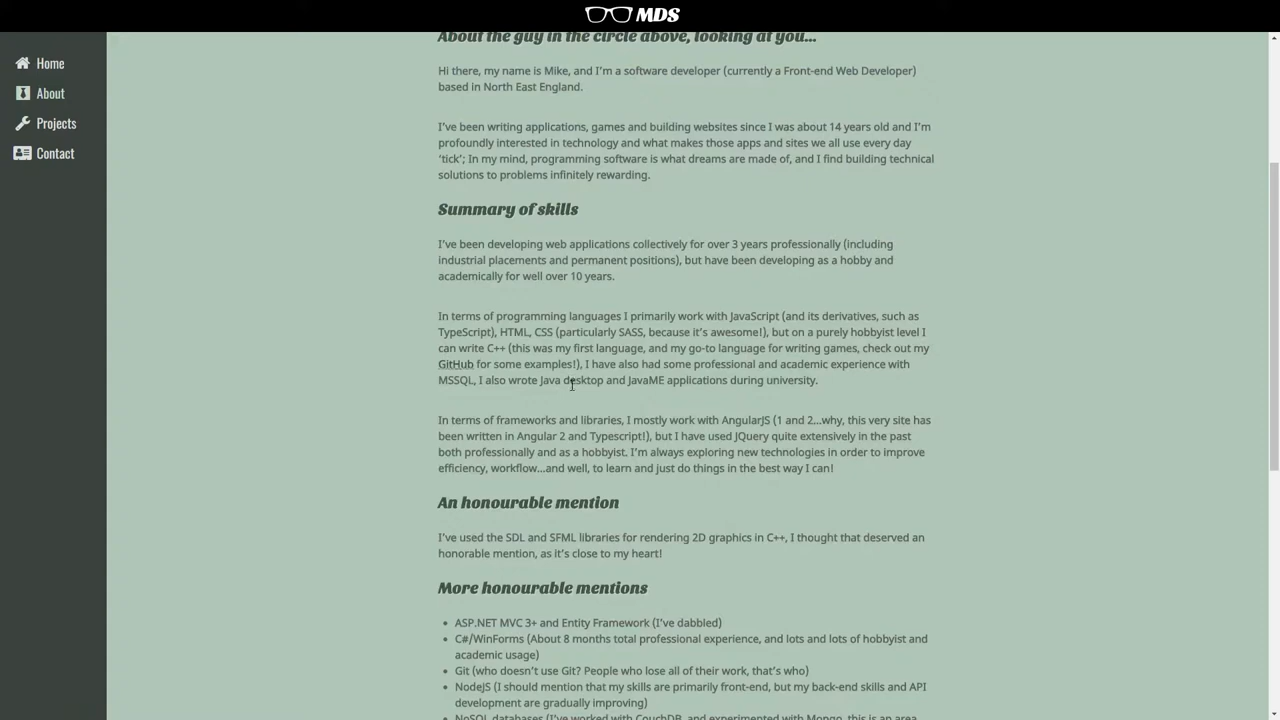 MDS
Home
About
Projects
Contact
About the guy in the circle above, looking at you...
Hi there, my name is Mike, and I'm a software developer (currently a Front-end Web Developer)
based in North East England.
I've been writing applications, games and building websites since I was about 14 years old and I'm
profoundly interested in technology and what makes those apps and sites we all use every day
'tick'; In my mind, programming software is what dreams are made of, and I find building technical
solutions to problems infinitely rewarding.
Summary of skills
I've been developing web applications collectively for over 3 years professionally (including
industrial placements and permanent positions), but have been developing as a hobby and
academically for well over 10 years.
In terms of programming languages I primarily work with JavaScript (and its derivatives, such as
TypeScript), HTML, CSS (particularly SASS, because it's awesome!), but on a purely hobbyist level I
can write C++ (this was my first language, and my go-to language for writing games, check out my
GitHub for some examples!), I have also had some professional and academic experience with
MSSQL, I also wrote Java desktop and JavaME applications during university.
In terms of frameworks and libraries, I mostly work with AngularJS (1 and 2...why, this very site has
been written in Angular 2 and Typescript!), but I have used JQuery quite extensively in the past
both professionally and as a hobbyist. I'm always exploring new technologies in order to improve
efficiency, workflow...and well, to learn and just do things in the best way I can!
An honourable mention
I've used the SDL and SFML libraries for rendering 2D graphics in C++, I thought that deserved an
honorable mention, as it's close to my heart!
More honourable mentions
• ASP.NET MVC 3+ and Entity Framework (I've dabbled)
• C#/WinForms (About 8 months total professional experience, and lots and lots of hobbyist and
academic usage)
• Git (who doesn't use Git? People who lose all of their work, that's who)
• NodeJS (I should mention that my skills are primarily front-end, but my back-end skills and API
development are gradually improving)
• NoSQL databases (I've worked with CouchDB, and experimented with Mongo, this is an area